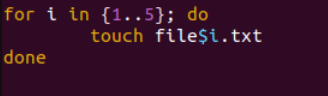 for i in {1..5}; do
        touch file$i.txt
done